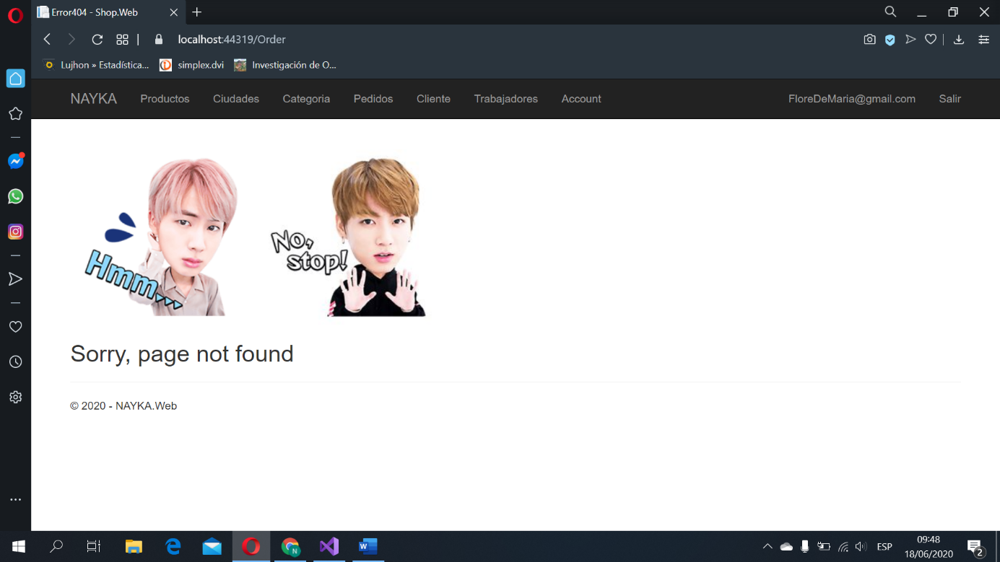 Error404 - Shop.Web
localhost:44319/Order
Lujhon » Estadística...
simplex.dvi
Investigación de O...
NAYKA
Productos
Ciudades
Categoria
Pedidos
Cliente
Trabajadores
Account
FloreDeMaria@gmail.com
Salir
Hmm...
No,
stop!
Sorry, page not found
© 2020 - NAYKA.Web
N
W
ESP
09:48
18/06/2020
2